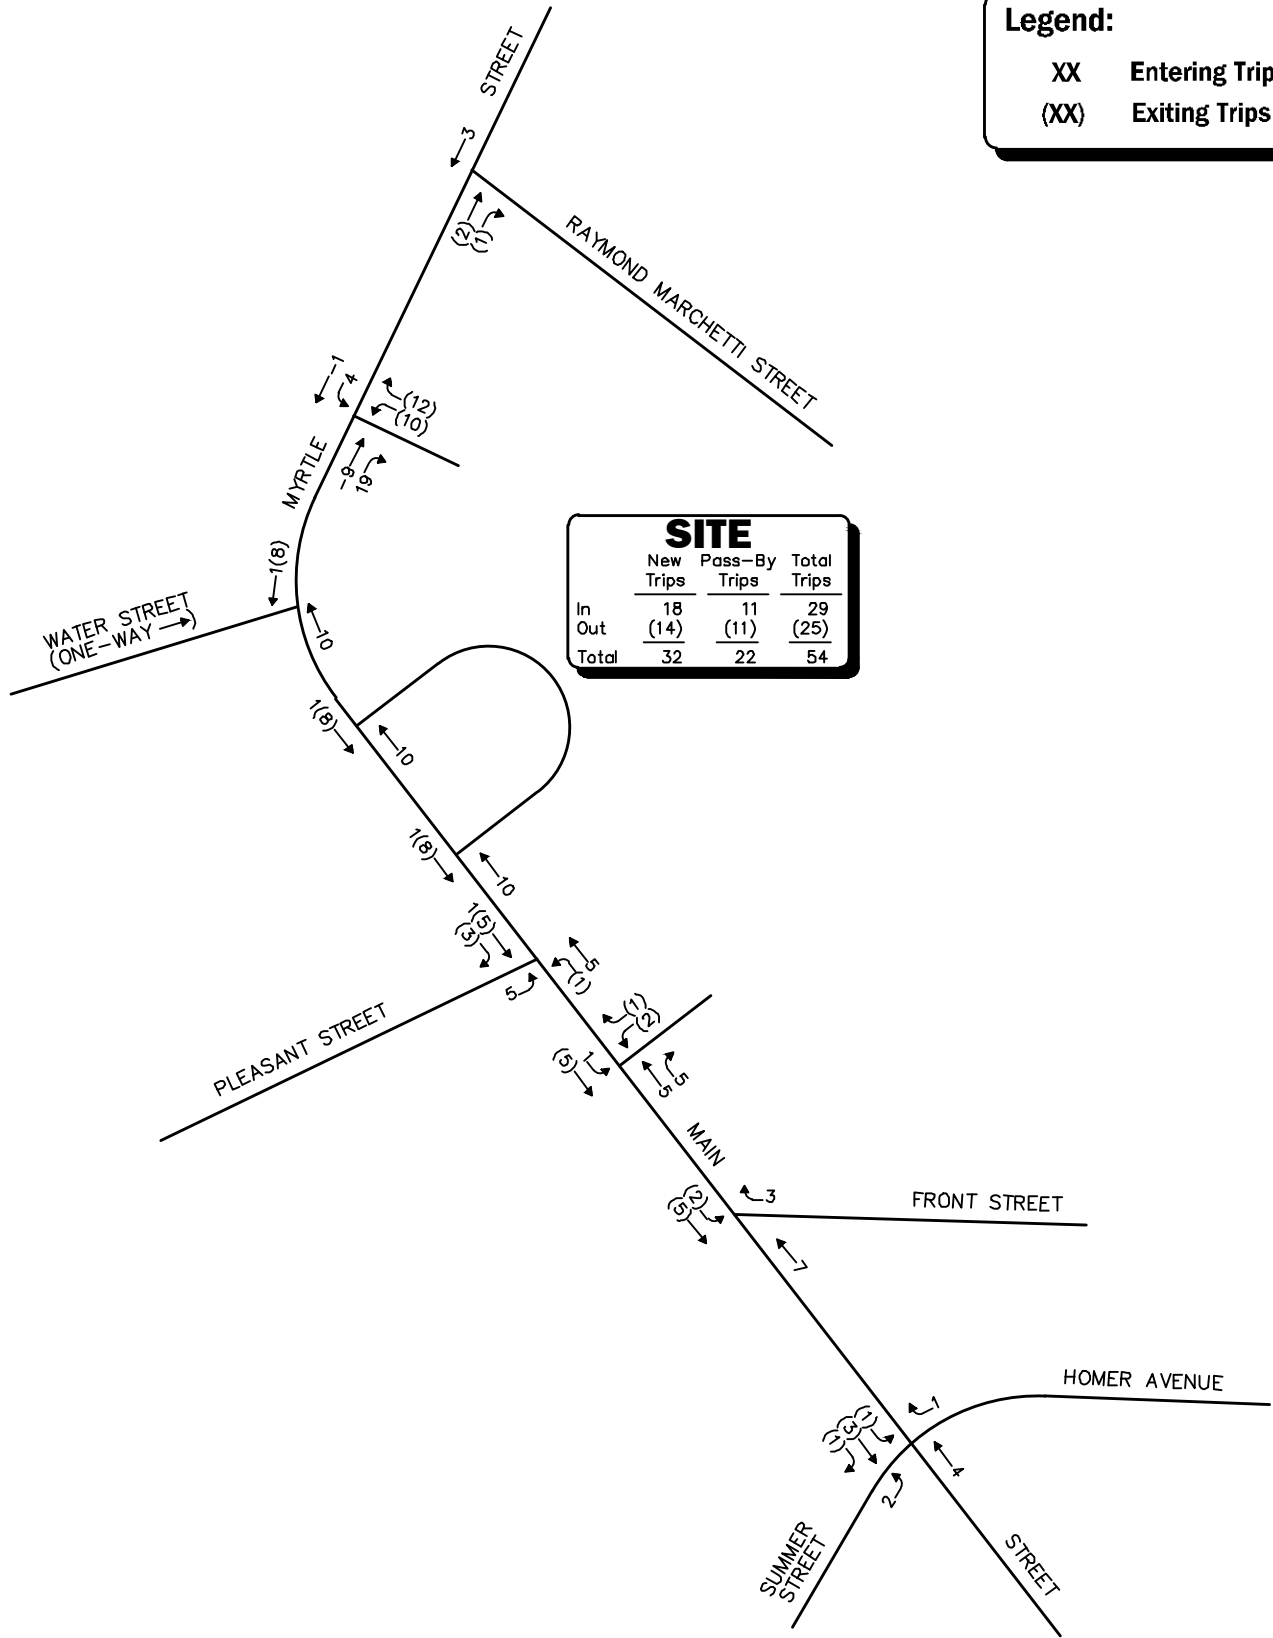 Legend:
XX Entering Trip
(XX) Exiting Trips
STREET
3
(2)
(1)
RAYMOND MARCHETTI STREET
-1
4
(12)
(10)
MYRTLE
-9
19
1(8)
WATER STREET
(ONE-WAY →)
10
SITE
New Pass-By Total
Trips Trips Trips
In 18 11 29
Out (14) (11) (25)
Total 32 22 54
1(8)
10
1(8)
10
1(5)
(3)
5
(1)
5
PLEASANT STREET
(1)
(2)
(5)
1
5
5
MAIN
(2)
(5)
3
FRONT STREET
7
HOMER AVENUE
1
(1)
(3)
(1)
4
2
SUMMER
STREET
STREET